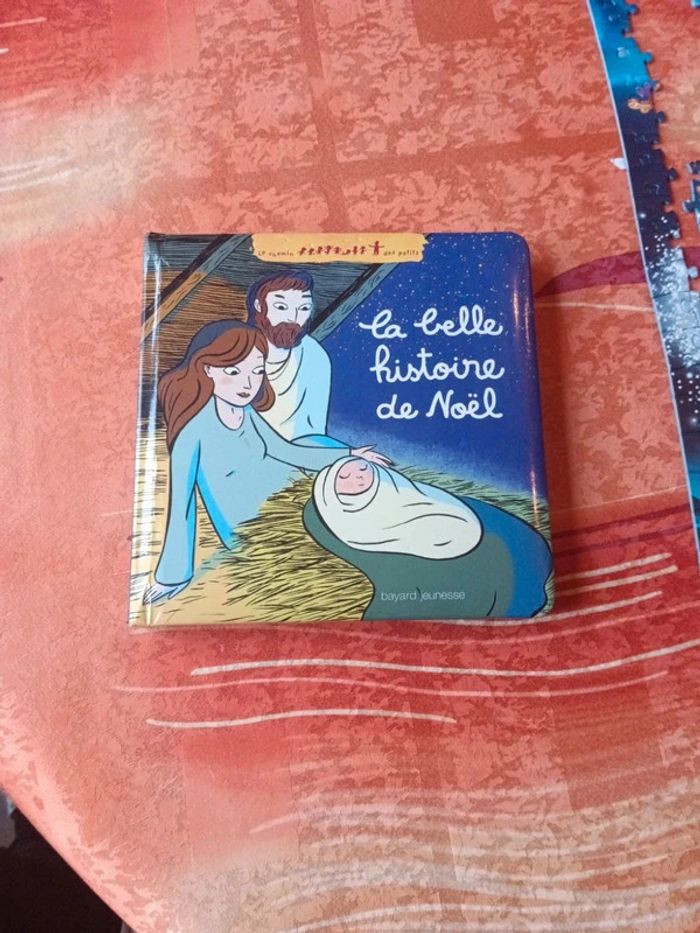 Le chemin des petits
la belle
histoire
de Noël
bayard jeunesse